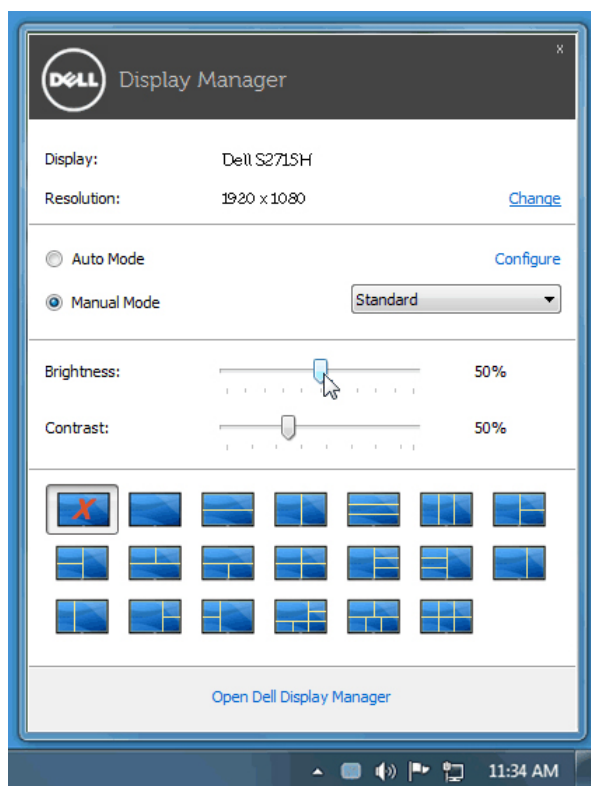 x
DELL Display Manager
Display: Dell S2715H
Resolution: 1920 x 1080 Change
Auto Mode Configure
Manual Mode Standard
Brightness: 50%
Contrast: 50%
Open Dell Display Manager
11:34 AM